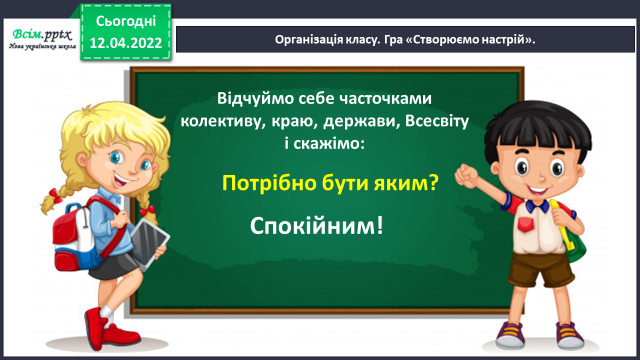 Всім.pptx
Нова українська школа
Сьогодні
12.04.2022
Організація класу. Гра «Створюємо настрій».
Відчуймо себе часточками
колективу, краю, держави, Всесвіту
і скажімо:
Потрібно бути яким?
Спокійним!